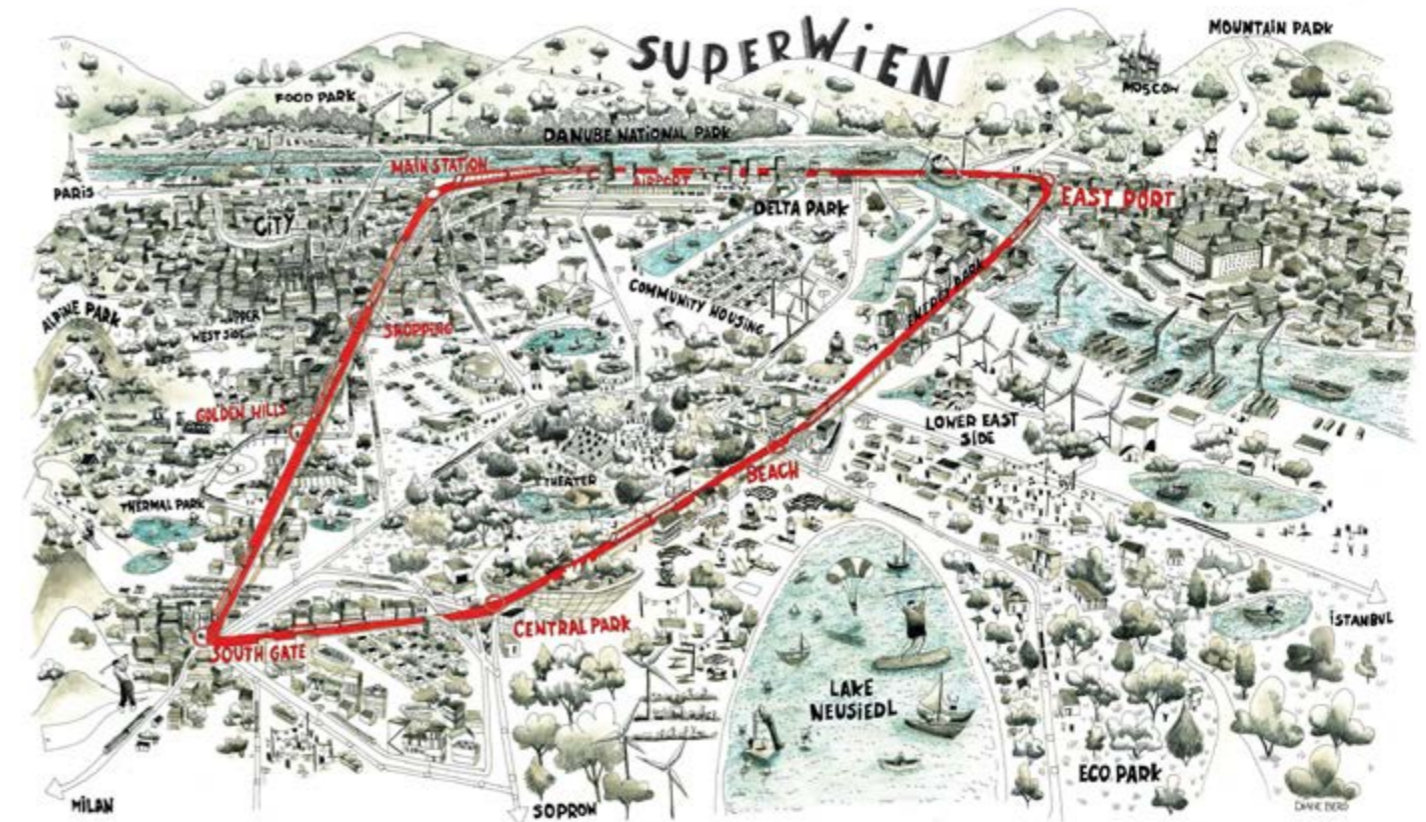 SUPERWiEN
MOUNTAIN PARK
MOSCOW
FOOD PARK
DANUBE NATIONAL PARK
MAIN STATION
AIRPORT
PARiS
EAST PORT
CiTY
DELTA PARK
COMMUNITY HOUSING
ENERGY PARK
ALPINE PARK
UPPER
WEST SIDE
SHOPPING
GOLDEN HILLS
LOWER EAST
SIDE
BEACH
THEATER
THERMAL PARK
iSTANBUL
CENTRAL PARK
SOUTH GATE
LAKE
NEUSiEDL
ECO PARK
MiLAN
SOPRON
DIANE BERG